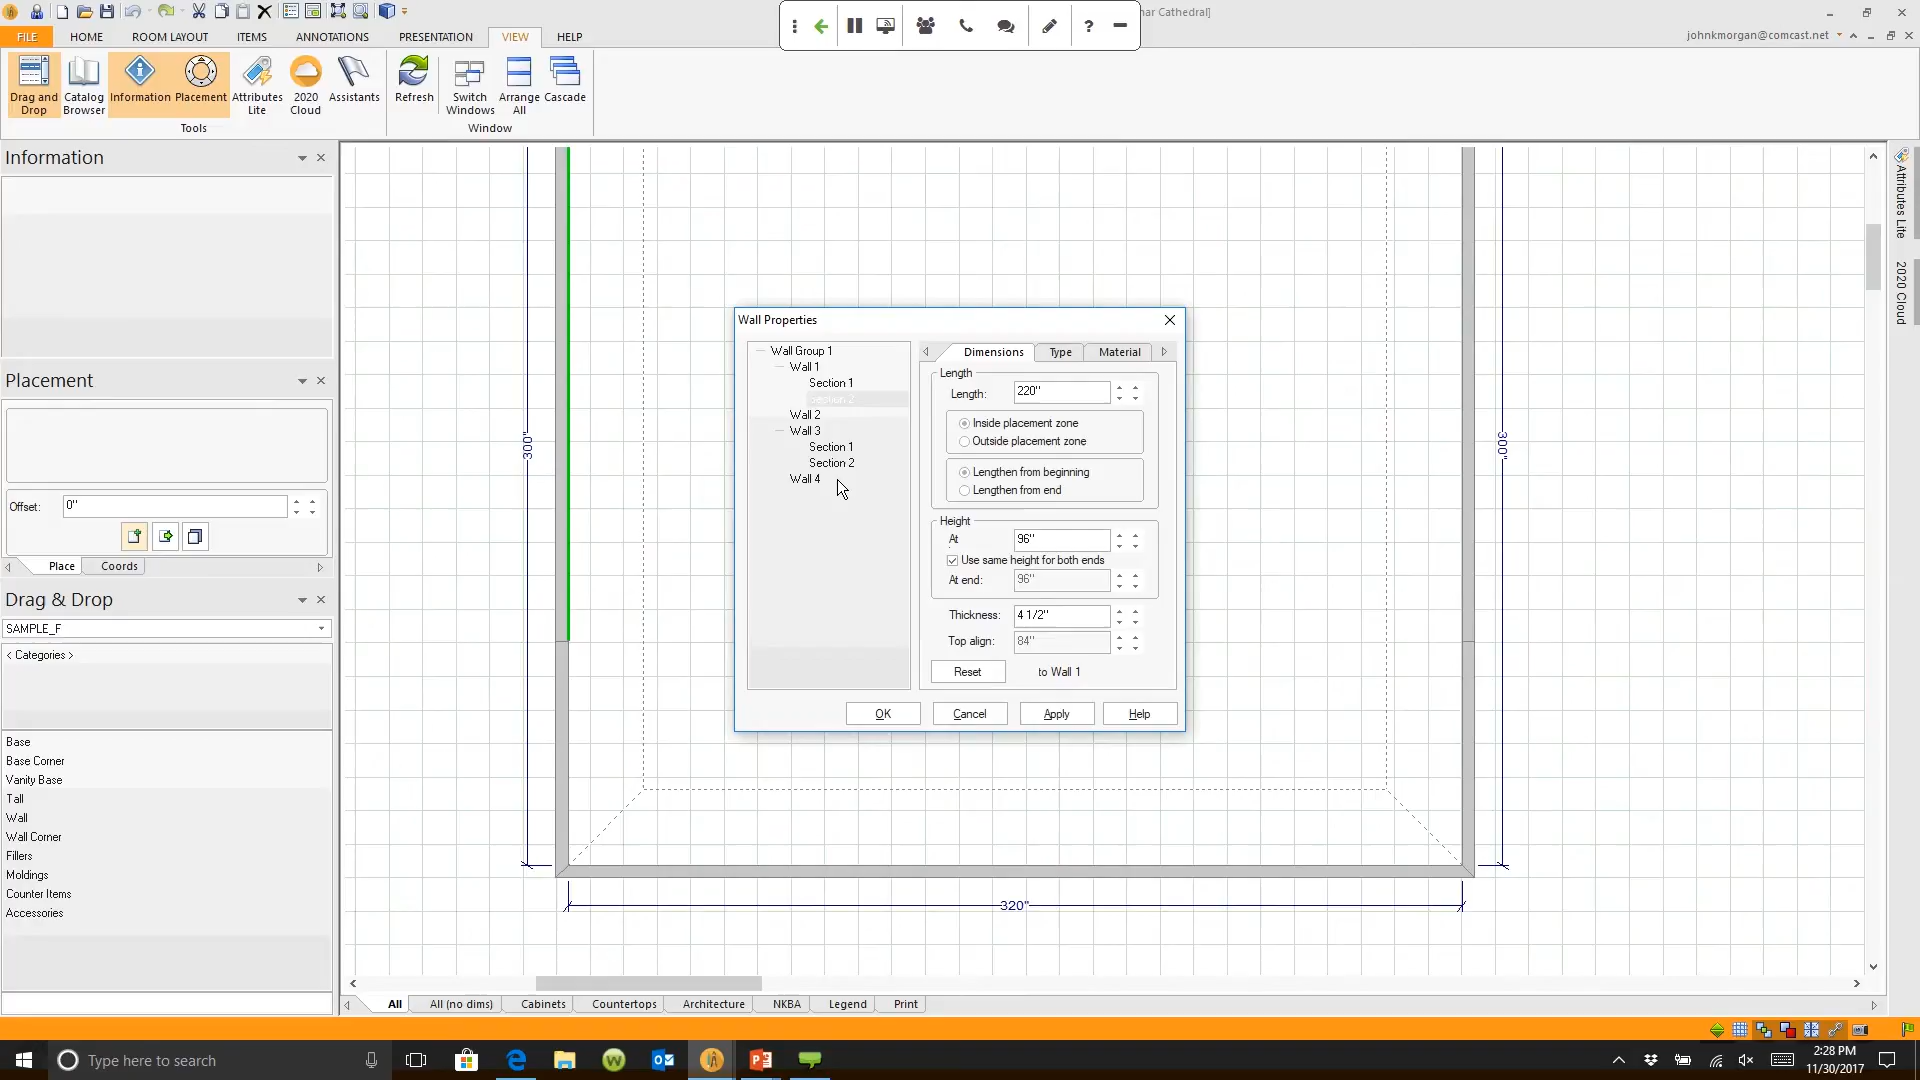 nar Cathedral]
FILE HOME ROOM LAYOUT ITEMS ANNOTATIONS PRESENTATION VIEW HELP
johnkmorgan@comcast.net
Drag and Drop
Catalog Browser
Information
Placement
Attributes Lite
2020 Cloud
Assistants
Refresh
Switch Windows
Arrange All
Cascade
Tools
Window
Information
Placement
Offset: 0"
Place Coords
Drag & Drop
SAMPLE_F
< Categories >
Base
Base Corner
Vanity Base
Tall
Wall
Wall Corner
Fillers
Moldings
Counter Items
Accessories
300"
300"
320"
Wall Properties
Wall Group 1
Wall 1
Section 1
Section 2
Wall 2
Wall 3
Section 1
Section 2
Wall 4
Dimensions Type Material
Length
Length: 220"
Inside placement zone
Outside placement zone
Lengthen from beginning
Lengthen from end
Height
At 96"
Use same height for both ends
At end: 96"
Thickness: 4 1/2"
Top align: 84"
Reset to Wall 1
OK Cancel Apply Help
Attributes Lite
2020 Cloud
All All (no dims) Cabinets Countertops Architecture NKBA Legend Print
Type here to search
2:28 PM
11/30/2017